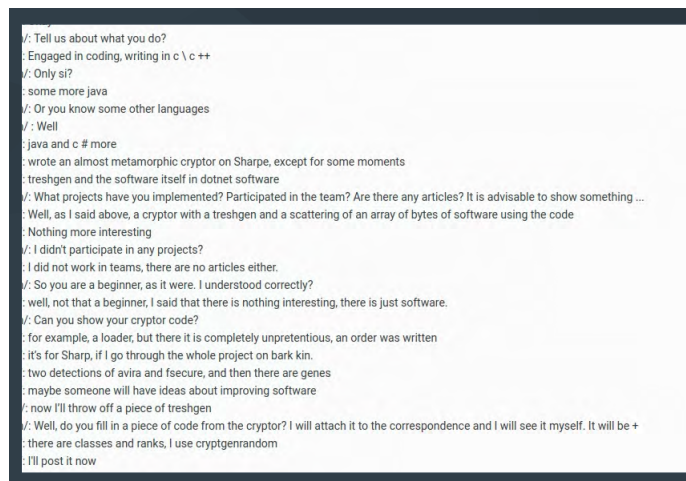 /: Tell us about what you do?
: Engaged in coding, writing in c \ c ++
/: Only si?
: some more java
/: Or you know some other languages
/ : Well
: java and c # more
: wrote an almost metamorphic cryptor on Sharpe, except for some moments
: treshgen and the software itself in dotnet software
/: What projects have you implemented? Participated in the team? Are there any articles? It is advisable to show something ...
: Well, as I said above, a cryptor with a treshgen and a scattering of an array of bytes of software using the code
: Nothing more interesting
/: I didn't participate in any projects?
: I did not work in teams, there are no articles either.
/: So you are a beginner, as it were. I understood correctly?
: well, not that a beginner, I said that there is nothing interesting, there is just software.
/: Can you show your cryptor code?
: for example, a loader, but there it is completely unpretentious, an order was written
: it's for Sharp, if I go through the whole project on bark kin.
: two detections of avira and fsecure, and then there are genes
: maybe someone will have ideas about improving software
/: now I'll throw off a piece of treshgen
/: Well, do you fill in a piece of code from the cryptor? I will attach it to the correspondence and I will see it myself. It will be +
: there are classes and ranks, I use cryptgenrandom
: I'll post it now